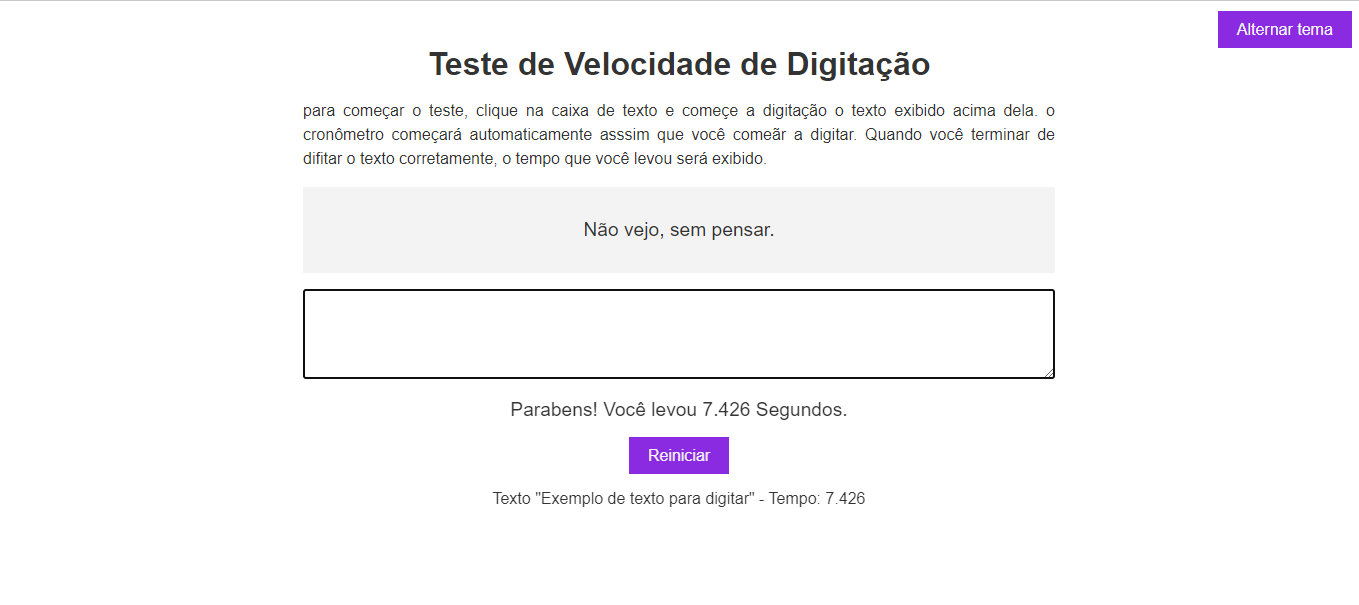 Alternar tema
Teste de Velocidade de Digitação
para começar o teste, clique na caixa de texto e começe a digitação o texto exibido acima dela. o
cronômetro começará automaticamente asssim que você comeãr a digitar. Quando você terminar de
difitar o texto corretamente, o tempo que você levou será exibido.
Não vejo, sem pensar.
Parabens! Você levou 7.426 Segundos.
Reiniciar
Texto "Exemplo de texto para digitar" - Tempo: 7.426